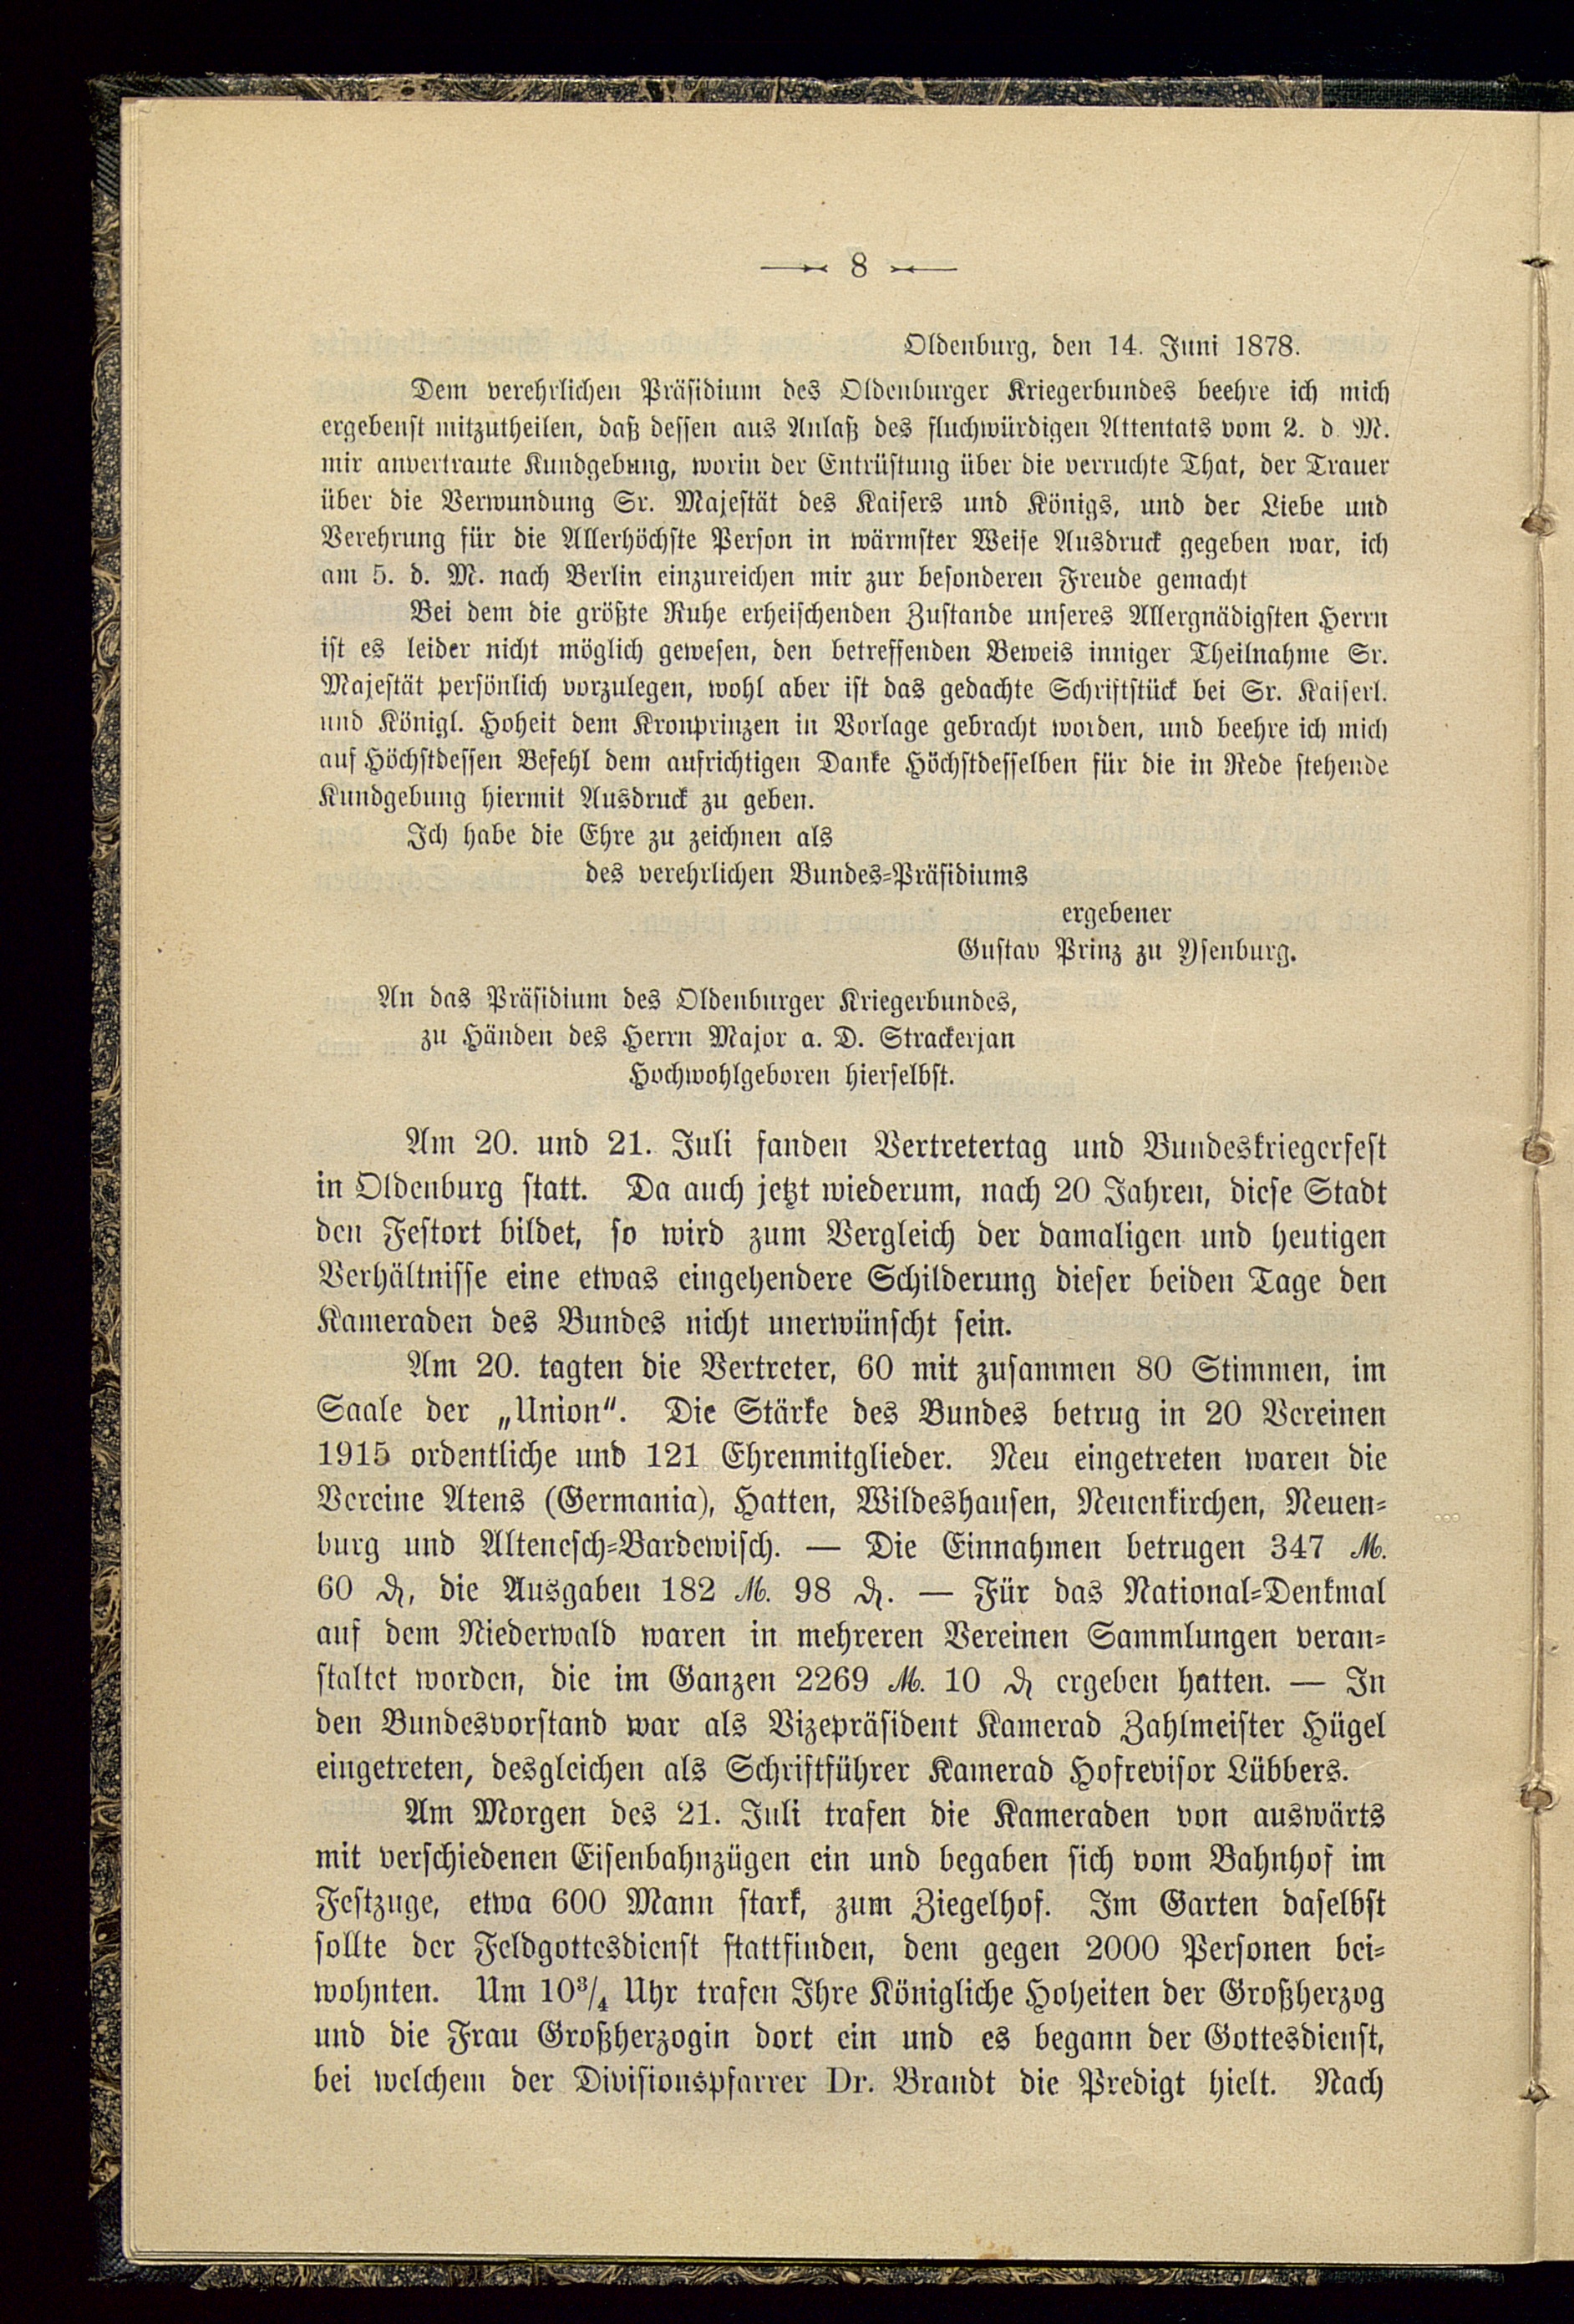 8
Oldenburg, den 14. Juni 1878.
Dem verehrlichen Präsidium des Oldenburger Kriegerbundes beehre ich mich
ergebenst mitzutheilen, daß dessen aus Anlaß des fluchwürdigen Attentats vom 2. d. M.
mir anvertraute Kundgebung, worin der Entrüstung über die verruchte That, der Trauer
über die Verwundung Sr. Majestät des Kaisers und Königs, und der Liebe und
Verehrung für die Allerhöchste Person in wärmster Weise Ausdruck gegeben war, ich
am 5. d. M. nach Berlin einzureichen mir zur besonderen Freude gemacht
Bei dem die größte Ruhe erheischenden Zustande unseres Allergnädigsten Herrn
ist es leider nicht möglich gewesen, den betreffenden Beweis inniger Theilnahme Sr.
Majestät persönlich vorzulegen, wohl aber ist das gedachte Schriftstück bei Sr. Kaiserl.
und Königl. Hoheit dem Kronprinzen in Vorlage gebracht worden, und beehre ich mich
auf Höchstdessen Befehl dem aufrichtigen Danke Höchstdesselben für die in Rede stehende
Kundgebung hiermit Ausdruck zu geben.
Ich habe die Ehre zu zeichnen als
des verehrlichen Bundes-Präsidiums
ergebener
Gustav Prinz zu Ysenburg.
An das Präsidium des Oldenburger Kriegerbundes,
zu Händen des Herrn Major a. D. Strackerjan
Hochwohlgeboren hierselbst.
Am 20. und 21. Juli fanden Vertretertag und Bundeskriegerfest
in Oldenburg statt. Da auch jetzt wiederum, nach 20 Jahren, diese Stadt
den Festort bildet, so wird zum Vergleich der damaligen und heutigen
Verhältnisse eine etwas eingehendere Schilderung dieser beiden Tage den
Kameraden des Bundes nicht unerwünscht sein.
Am 20. tagten die Vertreter, 60 mit zusammen 80 Stimmen, im
Saale der „Union“. Die Stärke des Bundes betrug in 20 Vereinen
1915 ordentliche und 121 Ehrenmitglieder. Neu eingetreten waren die
Vereine Atens (Germania), Hatten, Wildeshausen, Neuenkirchen, Neuen-
burg und Altenesch-Bardewisch. — Die Einnahmen betrugen 347 ℳ.
60 ₰, die Ausgaben 182 ℳ. 98 ₰. — Für das National-Denkmal
auf dem Niederwald waren in mehreren Vereinen Sammlungen veran-
staltet worden, die im Ganzen 2269 ℳ. 10 ₰ ergeben hatten. — In
den Bundesvorstand war als Vizepräsident Kamerad Zahlmeister Hügel
eingetreten, desgleichen als Schriftführer Kamerad Hofrevisor Lübbers.
Am Morgen des 21. Juli trafen die Kameraden von auswärts
mit verschiedenen Eisenbahnzügen ein und begaben sich vom Bahnhof im
Festzuge, etwa 600 Mann stark, zum Ziegelhof. Im Garten daselbst
sollte der Feldgottesdienst stattfinden, dem gegen 2000 Personen bei-
wohnten. Um 10³/₄ Uhr trafen Ihre Königliche Hoheiten der Großherzog
und die Frau Großherzogin dort ein und es begann der Gottesdienst,
bei welchem der Divisionspfarrer Dr. Brandt die Predigt hielt. Nach